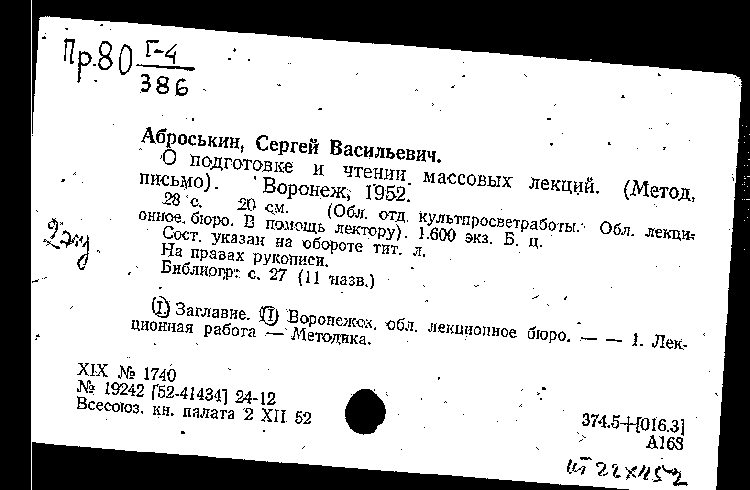 Пр.80 Г-4
386
Аброськин, Сергей Васильевич.
О подготовке и чтении массовых лекций. (Метод.
письмо). Воронеж, 1952.
28 с. 20 см. (Обл. отд. культпросветработы. Обл. лекци-
онное бюро. В помощь лектору). 1.600 экз. Б. ц.
Сост. указан на обороте тит. л.
На правах рукописи.
Библиогр: с. 27 (11 назв.)
I. Заглавие. II Воронежск. обл. лекционное бюро. — — 1. Лек-
ционная работа — Методика.
XIX № 1740
№ 19242 [52-41434] 24-12
Всесоюз. кн. палата 2 XII 52
374.5+[016.3]
А163